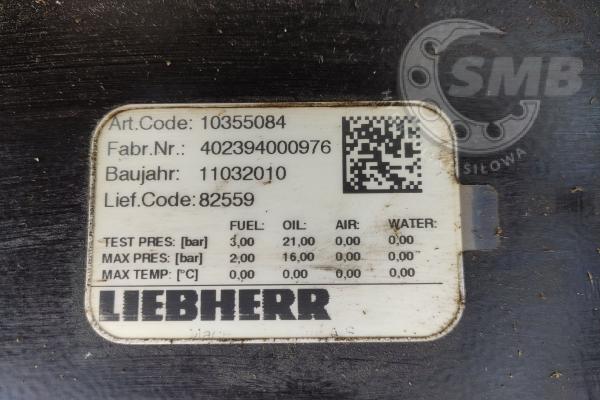 SMB
SIŁOWA
Art.Code: 10355084
Fabr.Nr.: 402394000976
Baujahr: 11032010
Lief.Code: 82559
FUEL: OIL: AIR: WATER:
TEST PRES: [bar] 3,00 21,00 0,00 0,00
MAX PRES: [bar] 2,00 16,00 0,00 0,00
MAX TEMP: [°C] 0,00 0,00 0,00 0,00
LIEBHERR